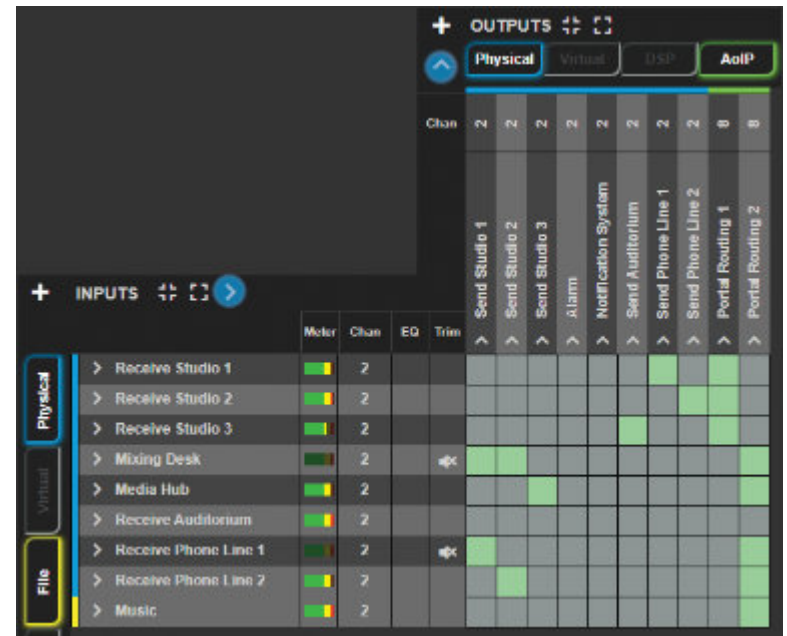 + OUTPUTS
Physical Virtual DSP AoIP
Chan 2 2 2 2 2 2 2 2 8 8
Send Studio 1
Send Studio 2
Send Studio 3
Alarm
Notification System
Send Auditorium
Send Phone Line 1
Send Phone Line 2
Portal Routing 1
Portal Routing 2
+ INPUTS
Meter Chan EQ Trim
Physical
Virtual
File
> Receive Studio 1 2
> Receive Studio 2 2
> Receive Studio 3 2
> Mixing Desk 2
> Media Hub 2
> Receive Auditorium 2
> Receive Phone Line 1 2
> Receive Phone Line 2 2
> Music 2